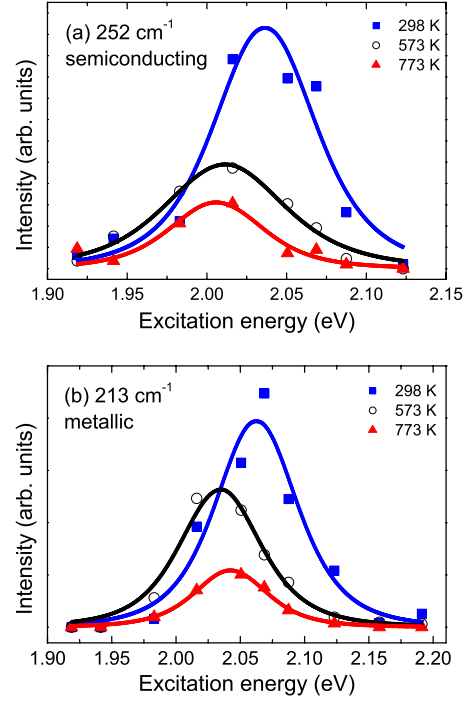 (a) 252 cm⁻¹
semiconducting
298 K
573 K
773 K
Intensity (arb. units)
1.90 1.95 2.00 2.05 2.10 2.15
Excitation energy (eV)
(b) 213 cm⁻¹
metallic
298 K
573 K
773 K
Intensity (arb. units)
1.90 1.95 2.00 2.05 2.10 2.15 2.20
Excitation energy (eV)